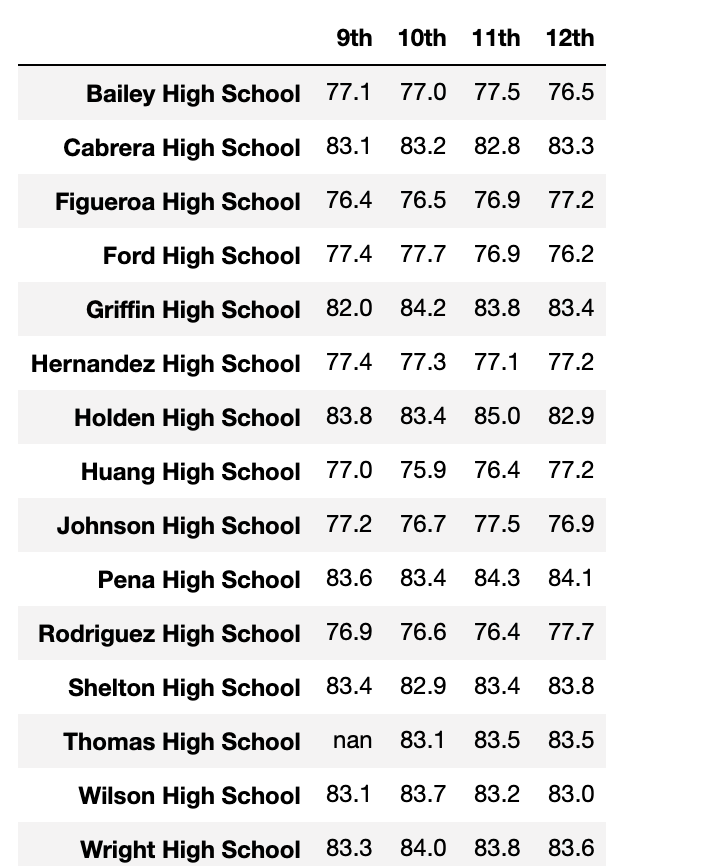 9th 10th 11th 12th
Bailey High School 77.1 77.0 77.5 76.5
Cabrera High School 83.1 83.2 82.8 83.3
Figueroa High School 76.4 76.5 76.9 77.2
Ford High School 77.4 77.7 76.9 76.2
Griffin High School 82.0 84.2 83.8 83.4
Hernandez High School 77.4 77.3 77.1 77.2
Holden High School 83.8 83.4 85.0 82.9
Huang High School 77.0 75.9 76.4 77.2
Johnson High School 77.2 76.7 77.5 76.9
Pena High School 83.6 83.4 84.3 84.1
Rodriguez High School 76.9 76.6 76.4 77.7
Shelton High School 83.4 82.9 83.4 83.8
Thomas High School nan 83.1 83.5 83.5
Wilson High School 83.1 83.7 83.2 83.0
Wright High School 83.3 84.0 83.8 83.6